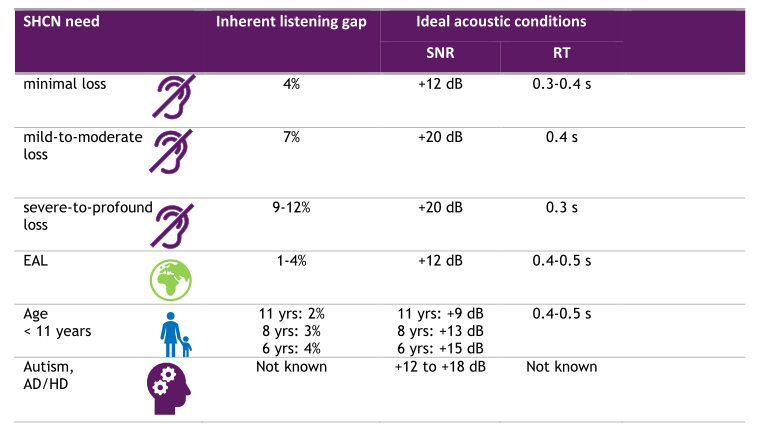 SHCN need Inherent listening gap Ideal acoustic conditions
SNR RT
minimal loss 4% +12 dB 0.3-0.4 s
mild-to-moderate 7% +20 dB 0.4 s
loss
severe-to-profound 9-12% +20 dB 0.3 s
loss
EAL 1-4% +12 dB 0.4-0.5 s
Age 11 yrs: 2% 11 yrs: +9 dB 0.4-0.5 s
< 11 years 8 yrs: 3% 8 yrs: +13 dB
6 yrs: 4% 6 yrs: +15 dB
Autism, Not known +12 to +18 dB Not known
AD/HD